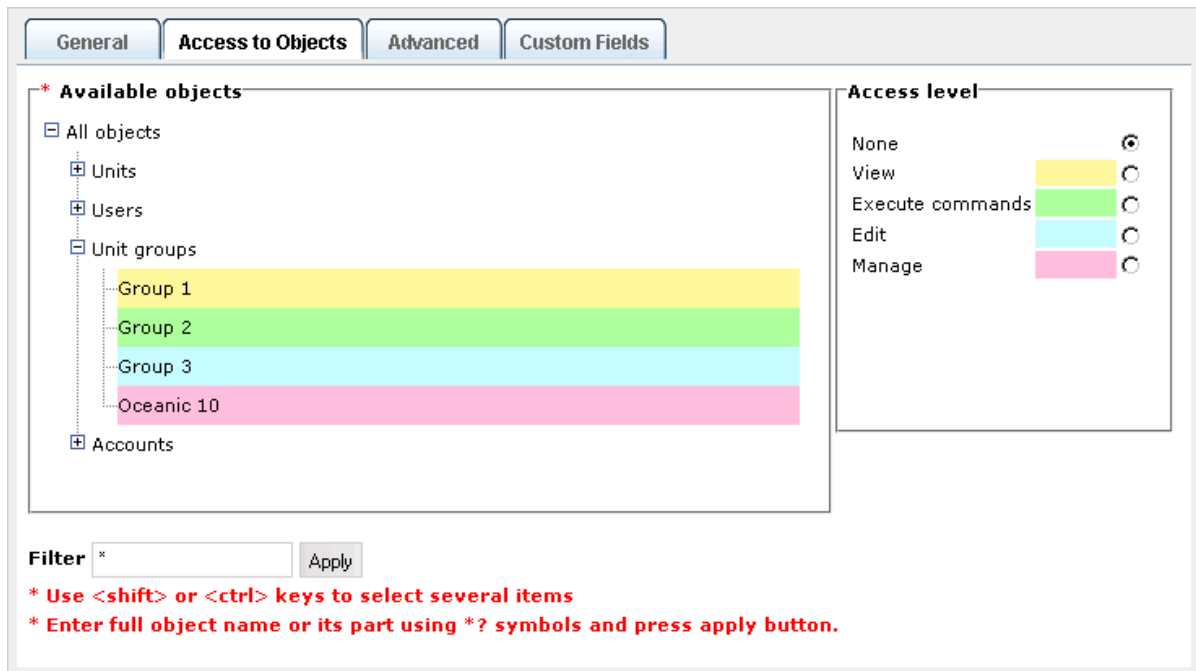 General Access to Objects Advanced Custom Fields
* Available objects
All objects
Units
Users
Unit groups
Group 1
Group 2
Group 3
Oceanic 10
Accounts
Access level
None
View
Execute commands
Edit
Manage
Filter * Apply
* Use <shift> or <ctrl> keys to select several items
* Enter full object name or its part using *? symbols and press apply button.